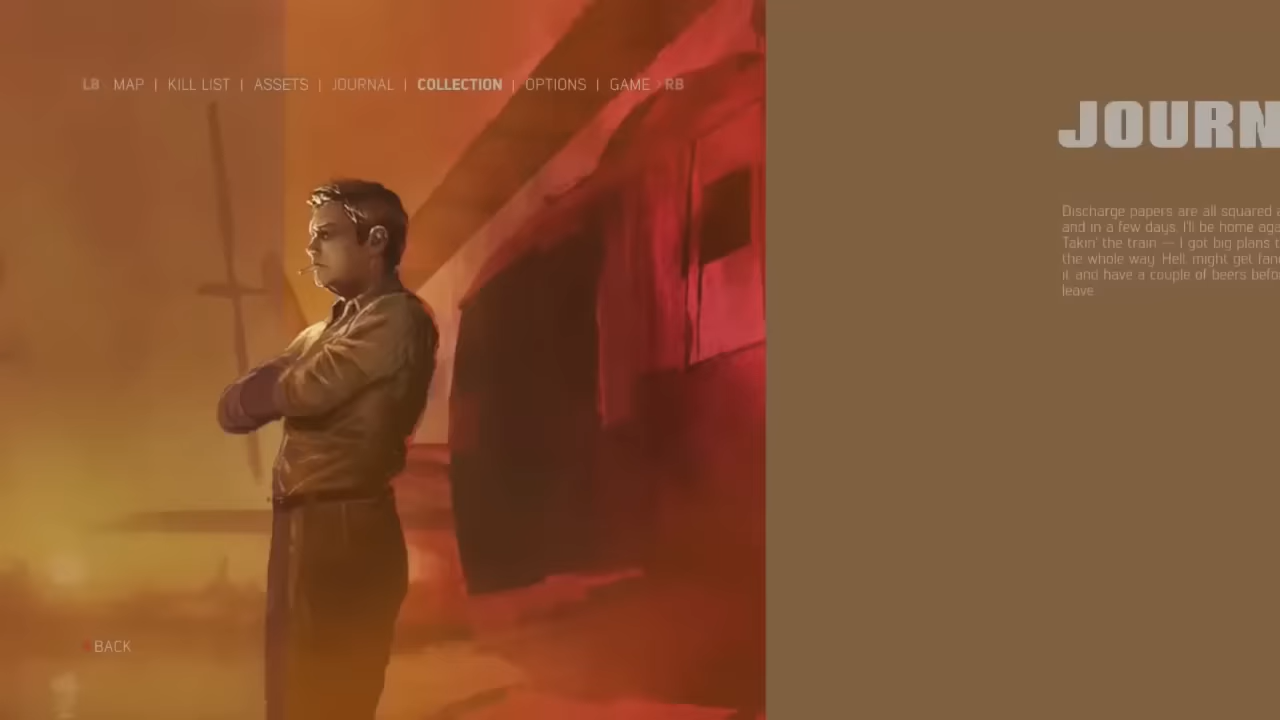 LB MAP | KILL LIST | ASSETS | JOURNAL | COLLECTION | OPTIONS | GAME RB
JOURN
Discharge papers are all squared a
and in a few days, I'll be home aga
Takin' the train — I got big plans t
the whole way. Hell, might get fanc
it and have a couple of beers befo
leave
BACK